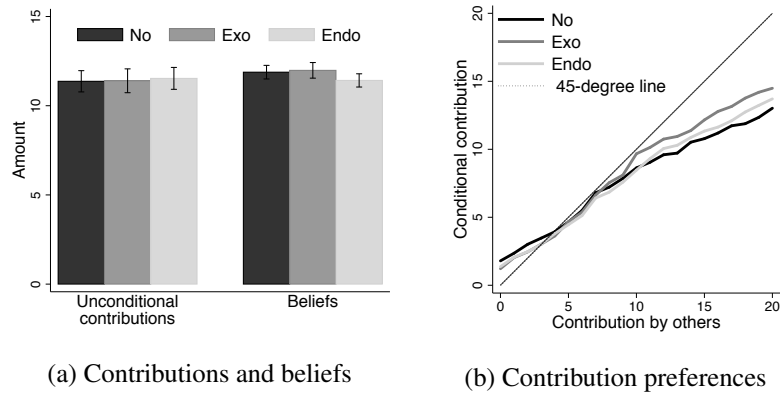 15
No Exo Endo
10
Amount
5
0
Unconditional
contributions
Beliefs
(a) Contributions and beliefs
No
Exo
Endo
45-degree line
20
15
Conditional contribution
10
5
0
0 5 10 15 20
Contribution by others
(b) Contribution preferences